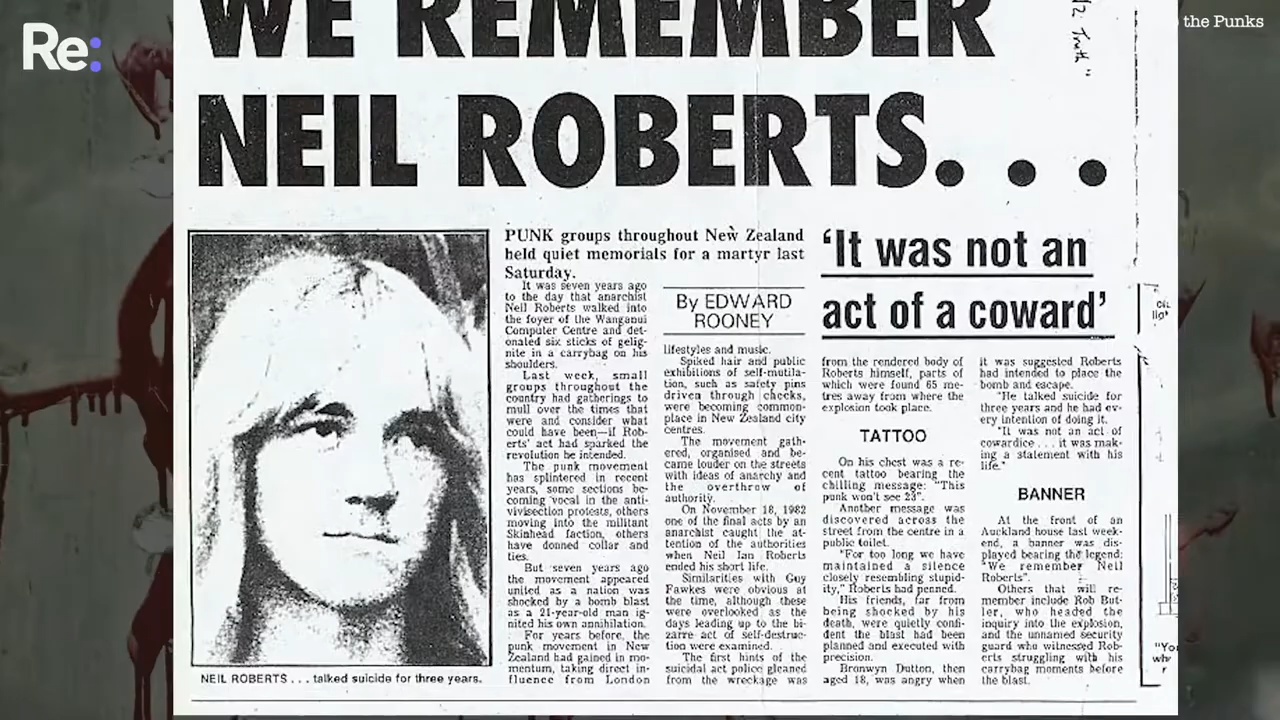 Re:
the Punks
WE REMEMBER
NEIL ROBERTS. . .
Truth"
NEIL ROBERTS . . . talked suicide for three years.
PUNK groups throughout New Zealand
held quiet memorials for a martyr last
Saturday.
It was seven years ago
to the day that anarchist
Neil Roberts walked into
the foyer of the Wanganui
Computer Centre and det-
onaled six sticks of gelig-
nite in a carrybag on his
shoulders.
Last week, small
groups throughout the
country had gatherings to
mull over the times that
were and consider what
could have been—if Rob-
erts' act had sparked the
revolution he intended.
The punk movement
has splintered in recent
years, some sections be-
coming vocal in the anti-
vivisection protests, others
moving into the militant
Skinhead faction, others
have donned collar and
ties.
But seven years ago
the movement appeared
united as a nation was
shocked by a bomb blast
as a 21-year-old man ig-
nited his own annihilation.
For years before, the
punk movement in New
Zealand had gained in mo-
mentum, taking direct in-
fluence from London
By EDWARD
ROONEY
lifestyles and music.
Spiked hair and public
exhibitions of self-mutila-
tion, such as safety pins
driven through cheeks,
were becoming common-
place in New Zealand city
centres.
The movement gath-
ered, organised and be-
came louder on the streets
with ideas of anarchy and
the overthrow of
authority.
On November 18, 1982
one of the final acts by an
anarchist caught the at-
tention of the authorities
when Neil Ian Roberts
ended his short life.
Similarities with Guy
Fawkes were obvious at
the time, although these
were overlooked as the
days leading up to the bi-
zarre act of self-destruc-
tion were examined.
The first hints of the
suicidal act police gleaned
from the wreckage was
'It was not an
act of a coward'
from the rendered body of
Roberts himself, parts of
which were found 65 me-
tres away from where the
explosion took place.
TATTOO
On his chest was a re-
cent tattoo bearing the
chilling message: "This
punk won't see 23".
Another message was
discovered across the
street from the centre in a
public toilet.
"For too long we have
maintained a silence
closely resembling stupid-
ity," Roberts had penned.
His friends, far from
being shocked by his
death, were quietly confi-
dent the blast had been
planned and executed with
precision.
Bronwyn Dutton, then
aged 18, was angry when
it was suggested Roberts
had intended to place the
bomb and escape.
"He talked suicide for
three years and he had ev-
ery intention of doing it.
"It was not an act of
cowardice . . . it was mak-
ing a statement with his
life."
BANNER
At the front of an
Auckland house last week-
end, a banner was dis-
played bearing the legend:
"We remember Neil
Roberts".
Others that will re-
member include Rob But-
ler, who headed the
inquiry into the explosion,
and the unnamed security
guard who witnessed Rob-
erts struggling with his
carrybag moments before
the blast.
"Yo